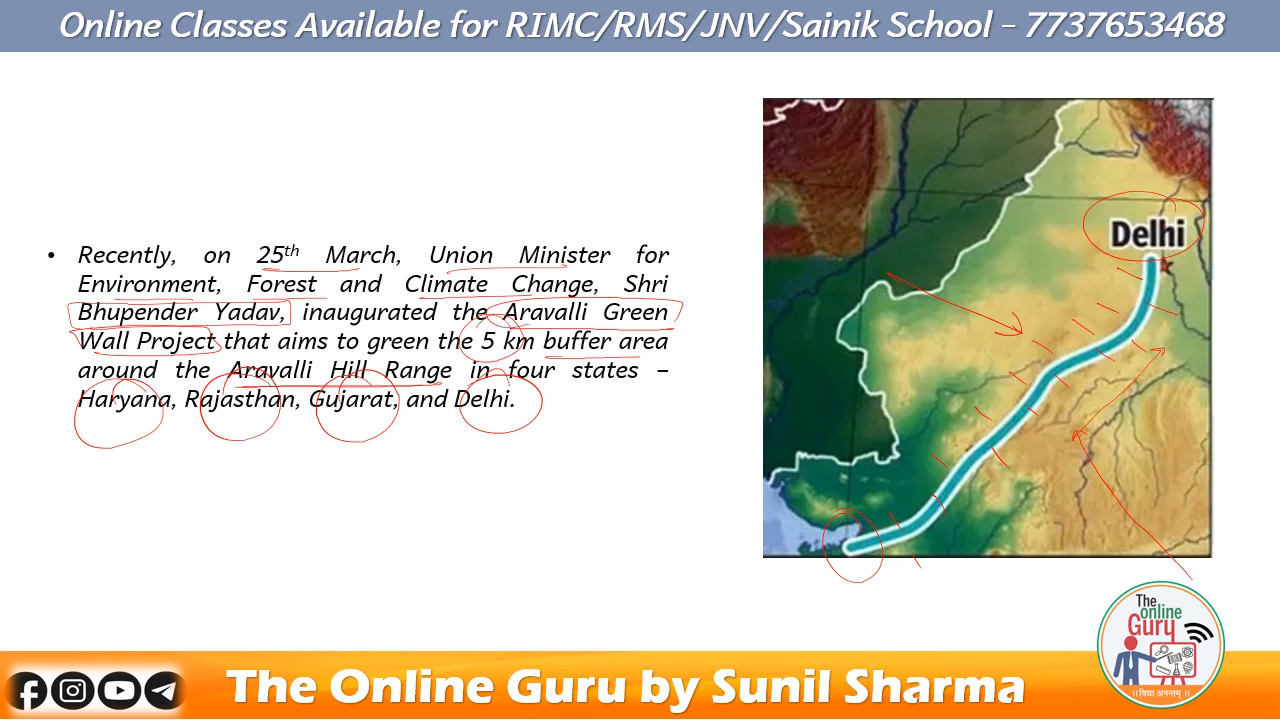 Online Classes Available for RIMC/RMS/JNV/Sainik School – 7737653468
• Recently, on 25th March, Union Minister for
Environment, Forest and Climate Change, Shri
Bhupender Yadav, inaugurated the Aravalli Green
Wall Project that aims to green the 5 km buffer area
around the Aravalli Hill Range in four states –
Haryana, Rajasthan, Gujarat, and Delhi.
Delhi
The
online
Guru
।। विद्या अनन्तम् ।।
The Online Guru by Sunil Sharma